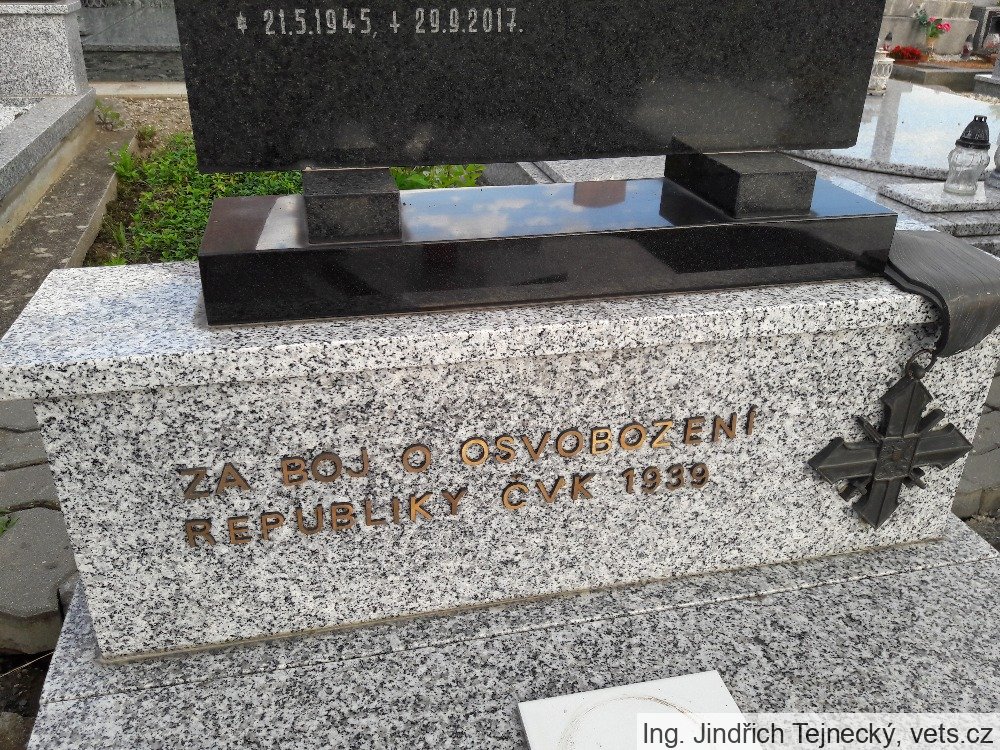 * 21.5.1945, + 29.9.2017.
ZA BOJ O OSVOBOZENÍ
REPUBLIKY ČVK 1939
Ing. Jindřich Tejnecký, vets.cz